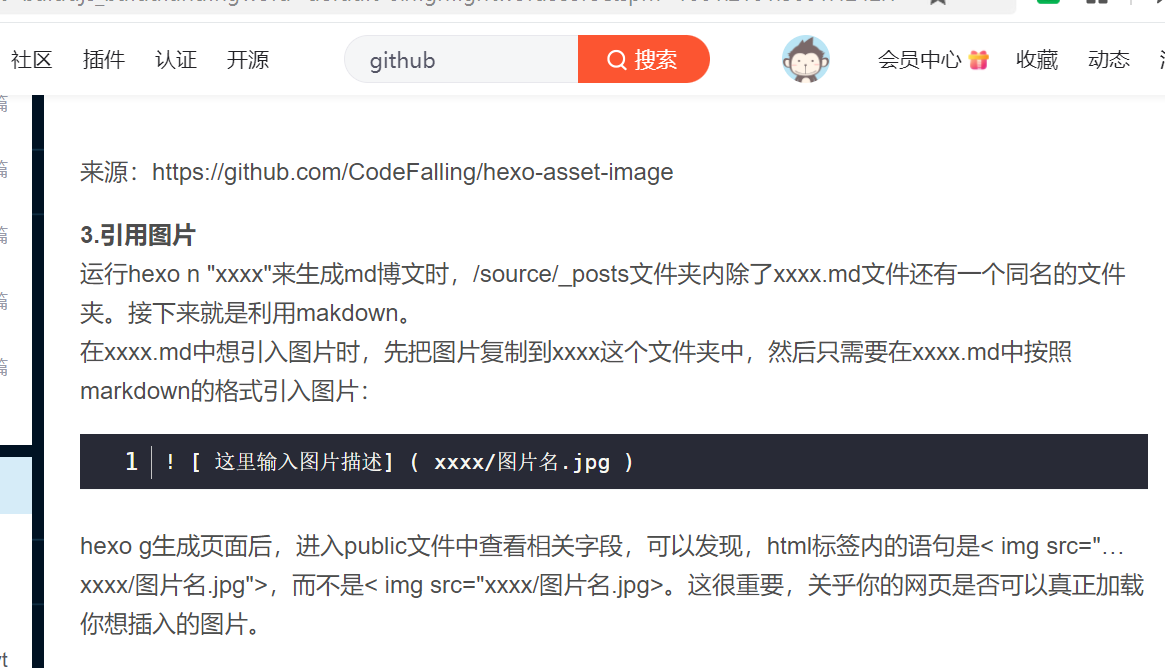 社区 插件 认证 开源 github 搜索 会员中心 收藏 动态
篇
来源：https://github.com/CodeFalling/hexo-asset-image
篇
3.引用图片
篇
运行hexo n "xxxx"来生成md博文时，/source/_posts文件夹内除了xxxx.md文件还有一个同名的文件
篇
夹。接下来就是利用makdown。
在xxxx.md中想引入图片时，先把图片复制到xxxx这个文件夹中，然后只需要在xxxx.md中按照
篇
markdown的格式引入图片：
1 ! [ 这里输入图片描述] ( xxxx/图片名.jpg )
hexo g生成页面后，进入public文件中查看相关字段，可以发现，html标签内的语句是< img src="…
xxxx/图片名.jpg">，而不是< img src="xxxx/图片名.jpg>。这很重要，关乎你的网页是否可以真正加载
你想插入的图片。